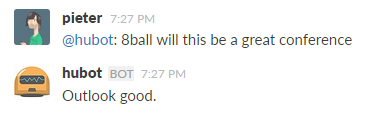 pieter 7:27 PM
@hubot: 8ball will this be a great conference
hubot BOT 7:27 PM
Outlook good.